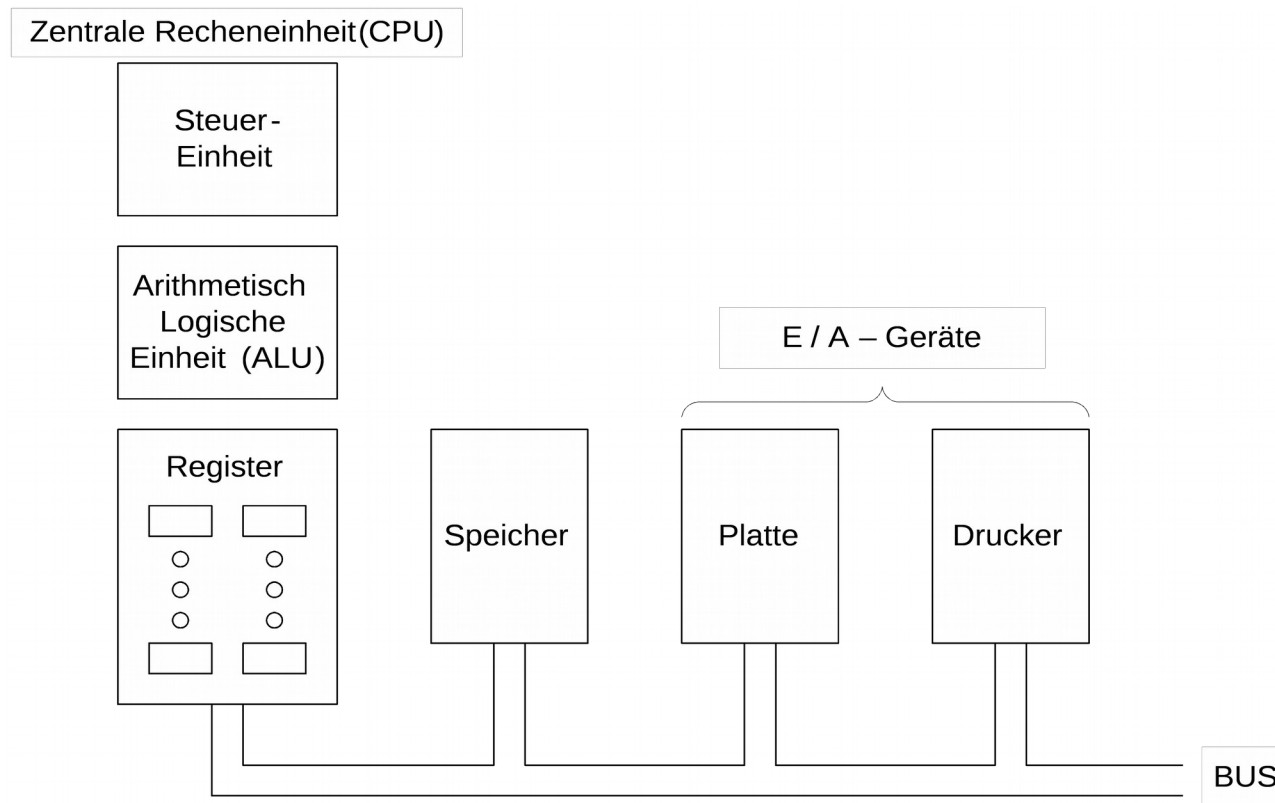 Zentrale Recheneinheit(CPU)
Steuer-
Einheit
Arithmetisch
Logische
Einheit (ALU)
E / A – Geräte
Register
Speicher
Platte
Drucker
BUS